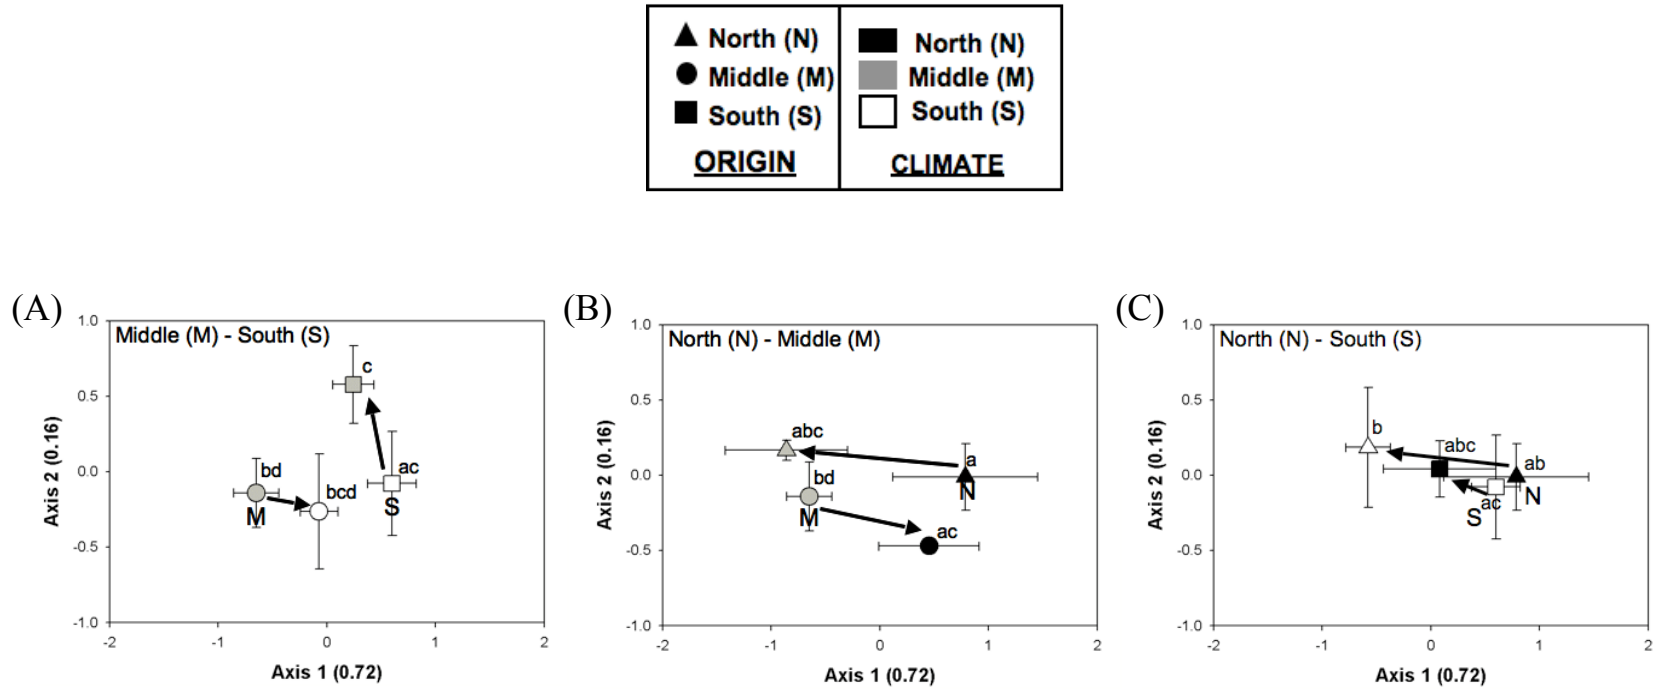 North (N)
Middle (M)
South (S)
ORIGIN
North (N)
Middle (M)
South (S)
CLIMATE
(A)
Middle (M) - South (S)
1.0
0.5
0.0
-0.5
-1.0
Axis 2 (0.16)
c
bd
M
bcd
ac
S
-2
-1
0
1
2
Axis 1 (0.72)
(B)
North (N) - Middle (M)
1.0
0.5
0.0
-0.5
-1.0
Axis 2 (0.16)
abc
a
N
bd
M
ac
-2
-1
0
1
2
Axis 1 (0.72)
(C)
North (N) - South (S)
1.0
0.5
0.0
-0.5
-1.0
Axis 2 (0.16)
b
abc
ab
N
ac
S
-2
-1
0
1
2
Axis 1 (0.72)